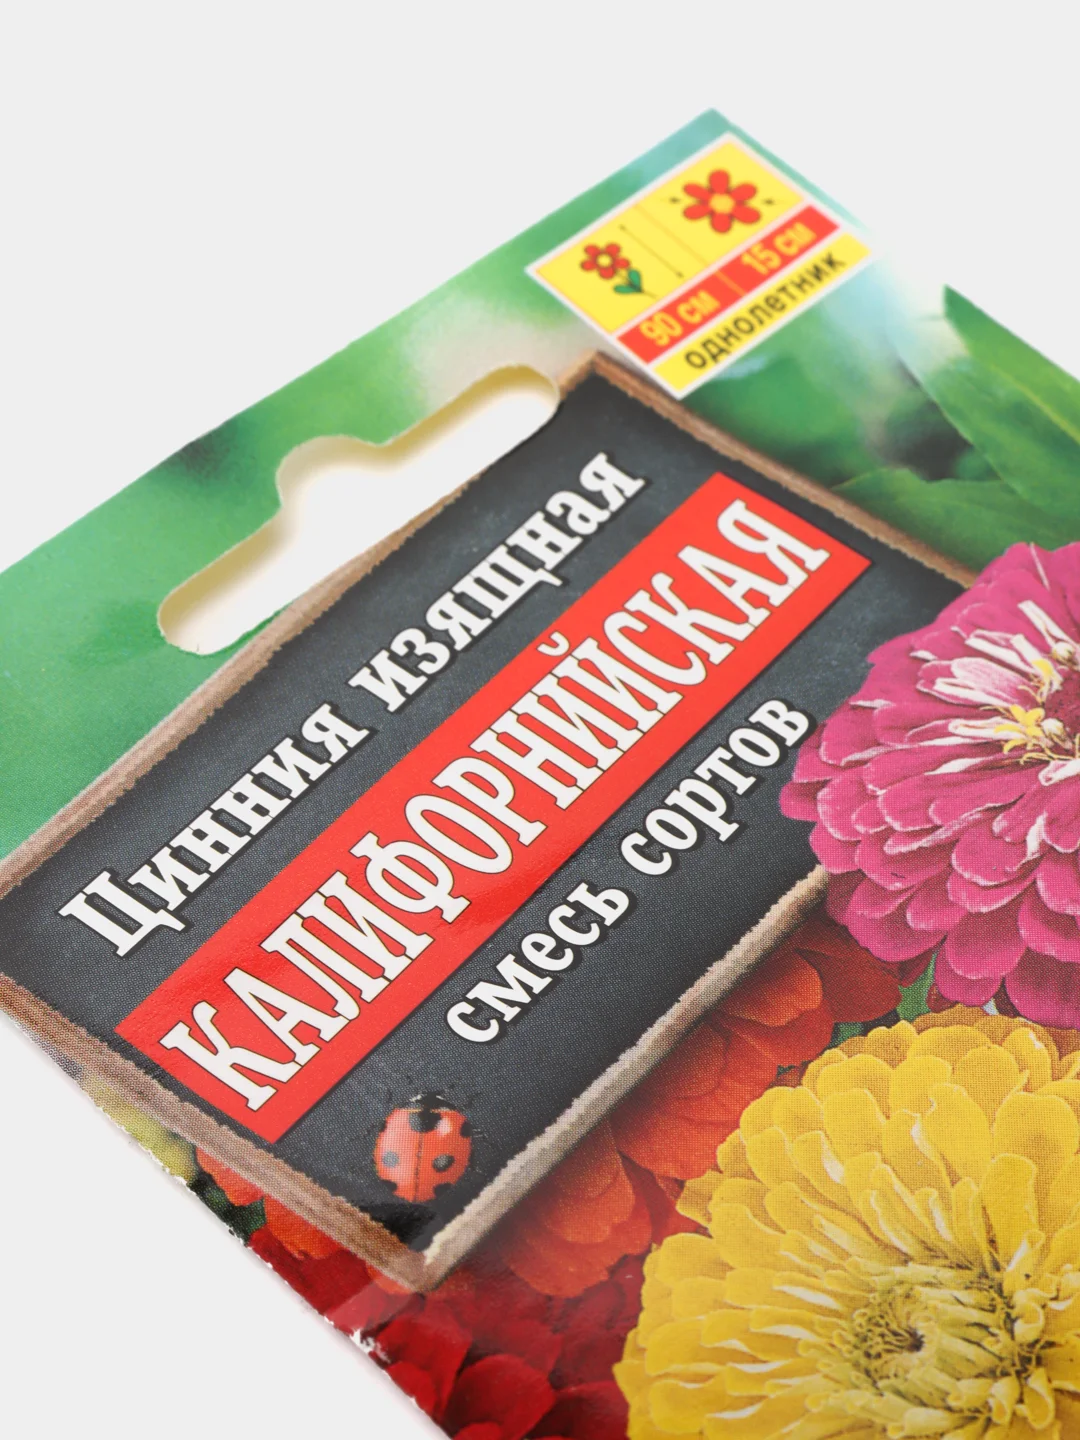 90 см 15 см
однолетник
Цинния изящная
КАЛИФОРНИЙСКАЯ
смесь сортов